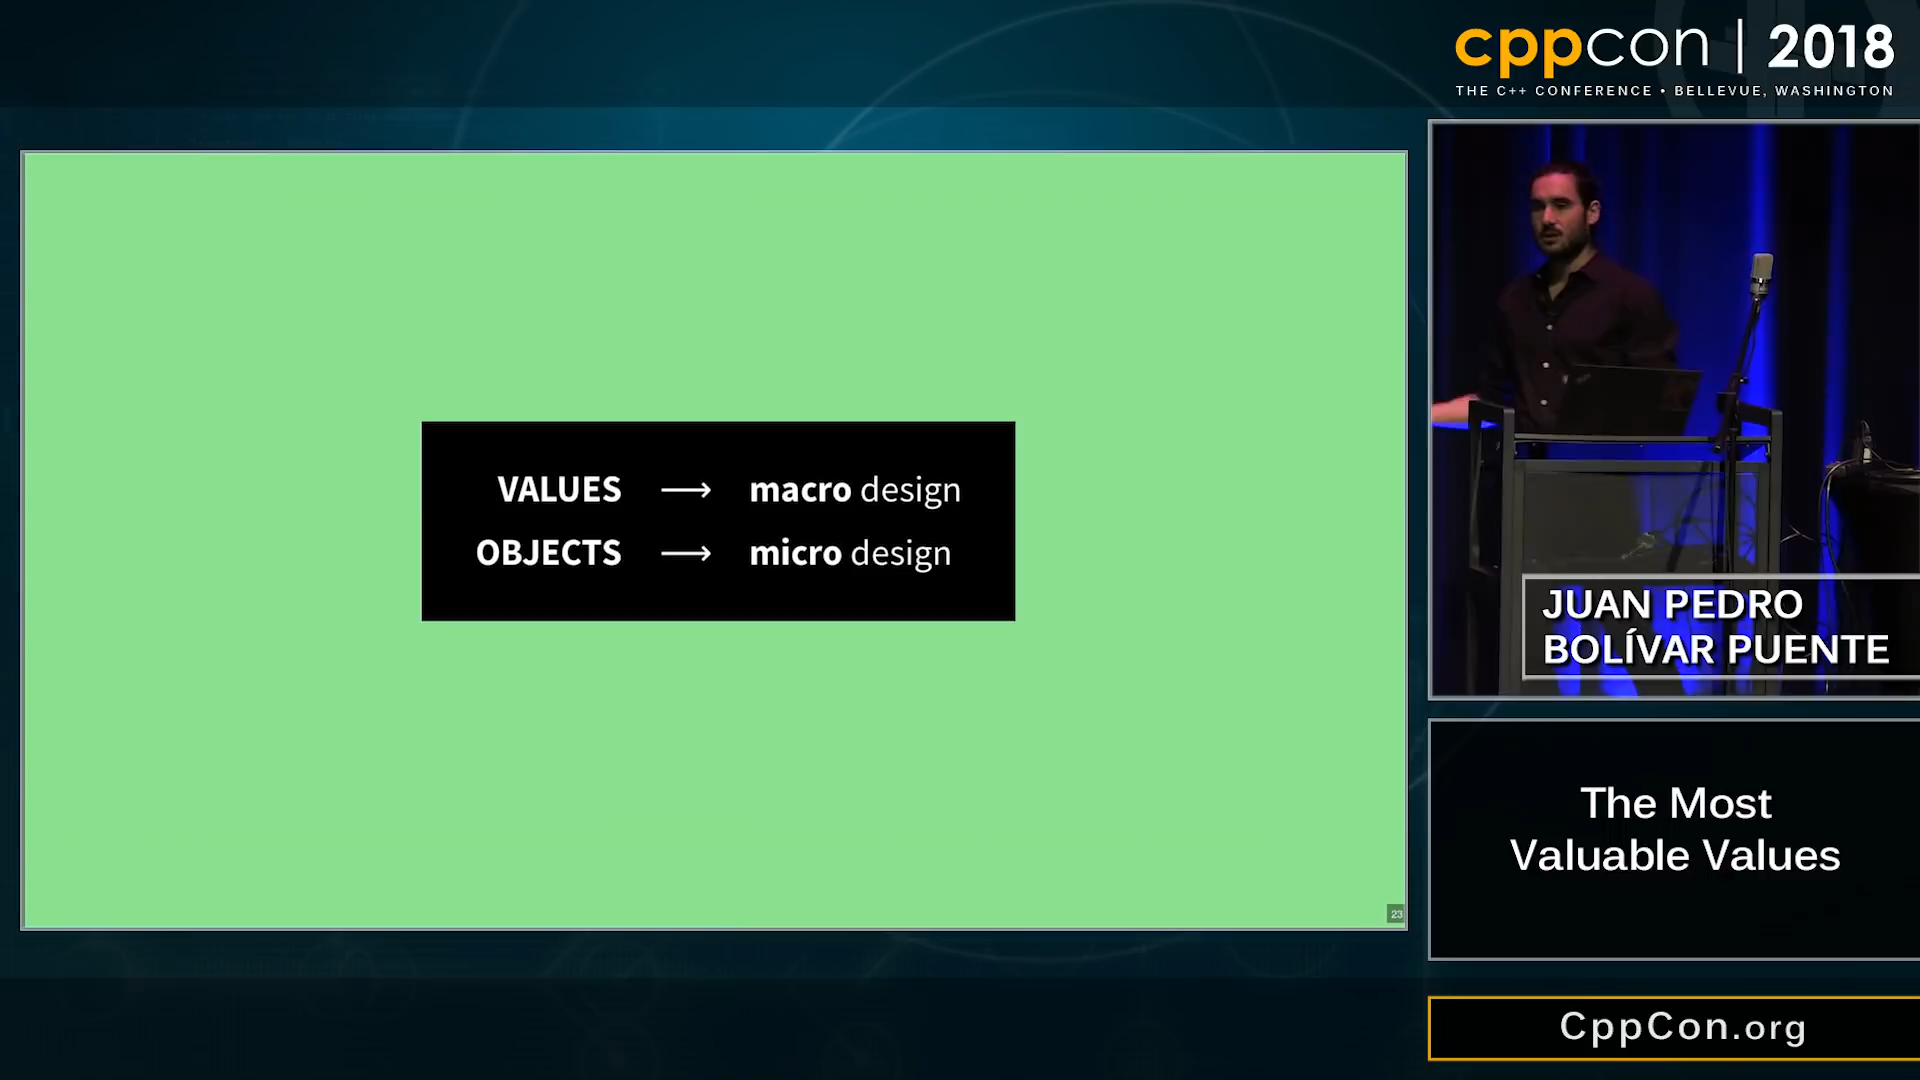 cppcon | 2018
THE C++ CONFERENCE • BELLEVUE, WASHINGTON
VALUES ⟶ macro design
OBJECTS ⟶ micro design
23
JUAN PEDRO
BOLÍVAR PUENTE
The Most
Valuable Values
CppCon.org